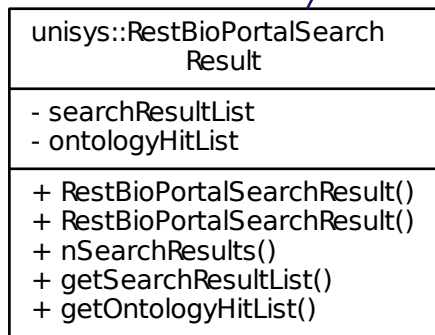 unisys::RestBioPortalSearch
Result
- searchResultList
- ontologyHitList
+ RestBioPortalSearchResult()
+ RestBioPortalSearchResult()
+ nSearchResults()
+ getSearchResultList()
+ getOntologyHitList()